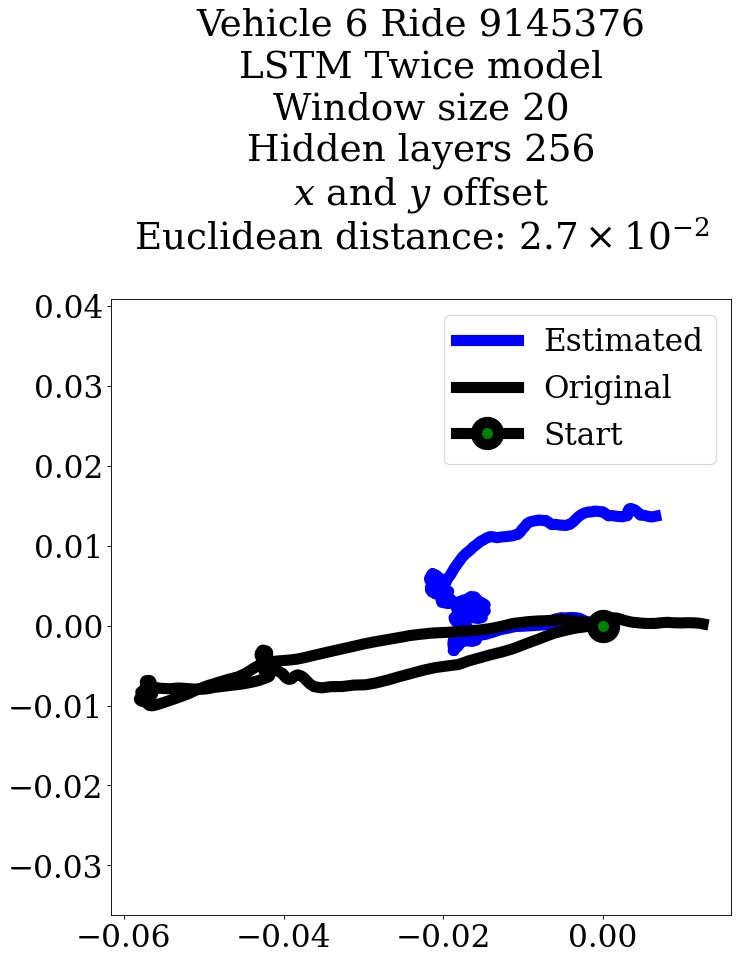 Vehicle 6 Ride 9145376
LSTM Twice model
Window size 20
Hidden layers 256
x and y offset
Euclidean distance: 2.7 × 10⁻²
0.04
0.03
0.02
0.01
0.00
−0.01
−0.02
−0.03
Estimated
Original
Start
−0.06
−0.04
−0.02
0.00